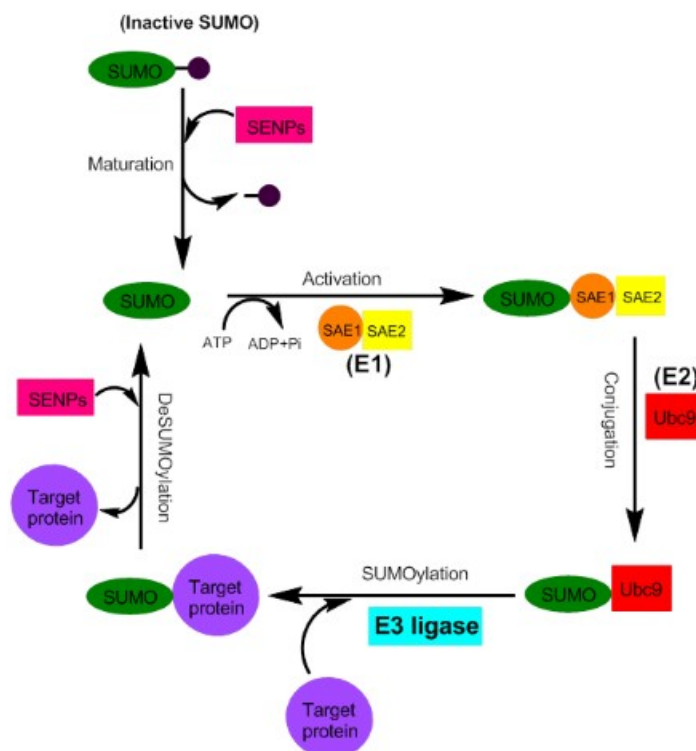 (Inactive SUMO)
SUMO
SENPs
Maturation
SUMO
Activation
ATP
ADP+Pi
SAE1
SAE2
(E1)
SUMO
SAE1
SAE2
Conjugation
(E2)
Ubc9
SUMO
Ubc9
SUMOylation
E3 ligase
Target
protein
SUMO
Target
protein
DeSUMOylation
SENPs
Target
protein